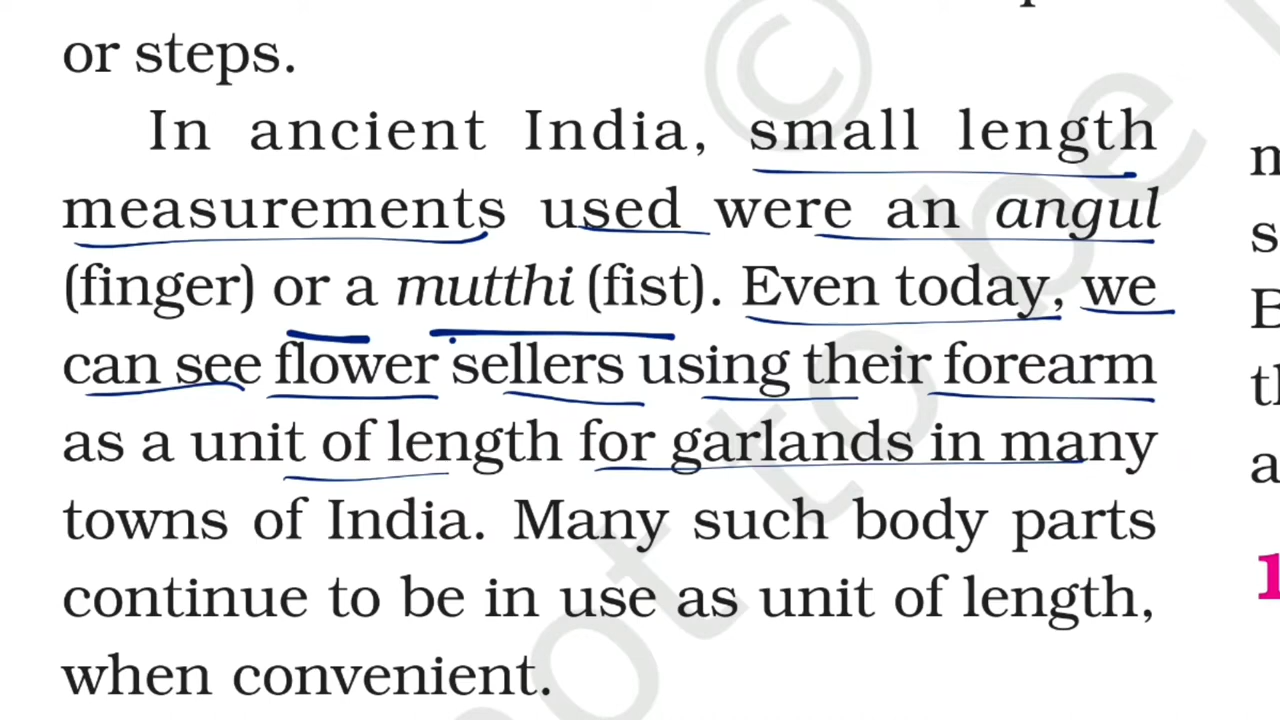 or steps.
In ancient India, small length
measurements used were an angul
(finger) or a mutthi (fist). Even today, we
can see flower sellers using their forearm
as a unit of length for garlands in many
towns of India. Many such body parts
continue to be in use as unit of length,
when convenient.